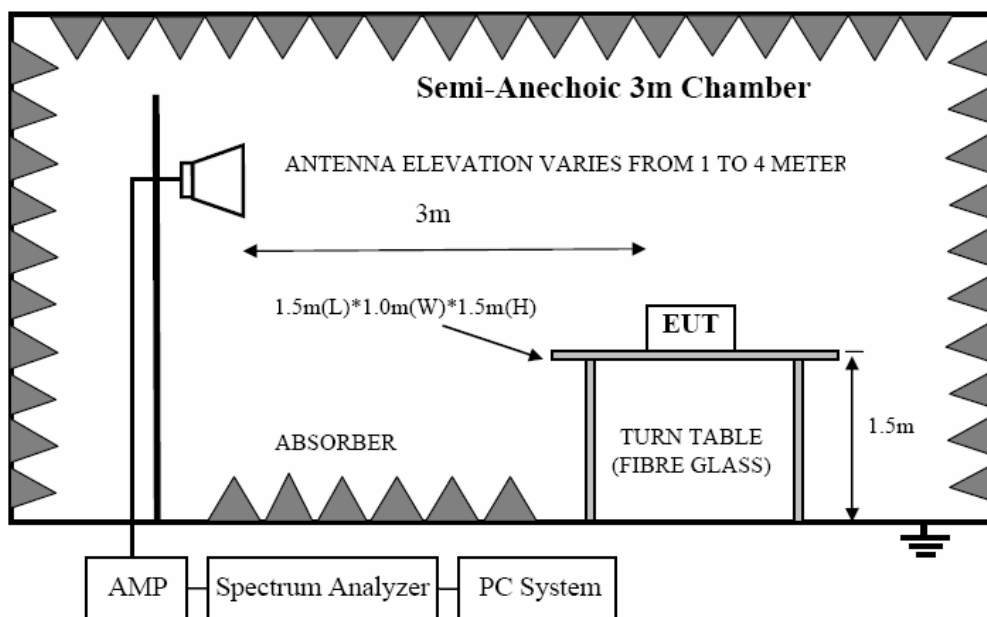 Semi-Anechoic 3m Chamber
ANTENNA ELEVATION VARIES FROM 1 TO 4 METER
3m
1.5m(L)*1.0m(W)*1.5m(H)
EUT
1.5m
ABSORBER
TURN TABLE
(FIBRE GLASS)
AMP
Spectrum Analyzer
PC System